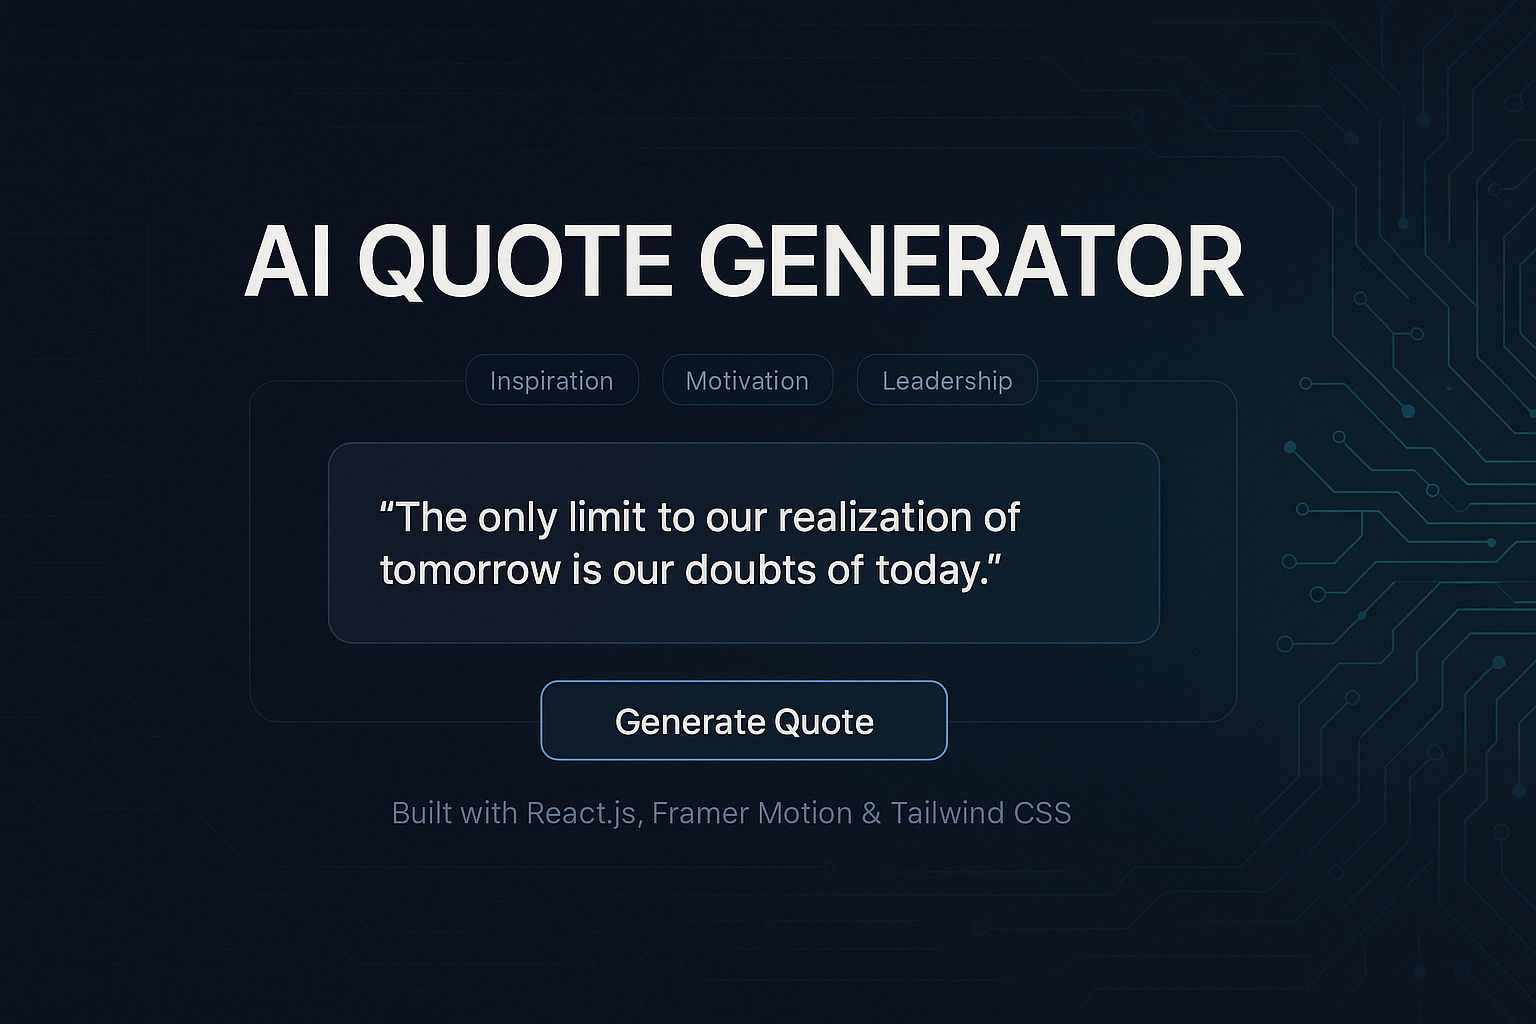 AI QUOTE GENERATOR
Inspiration
Motivation
Leadership
“The only limit to our realization of
tomorrow is our doubts of today.”
Generate Quote
Built with React.js, Framer Motion & Tailwind CSS